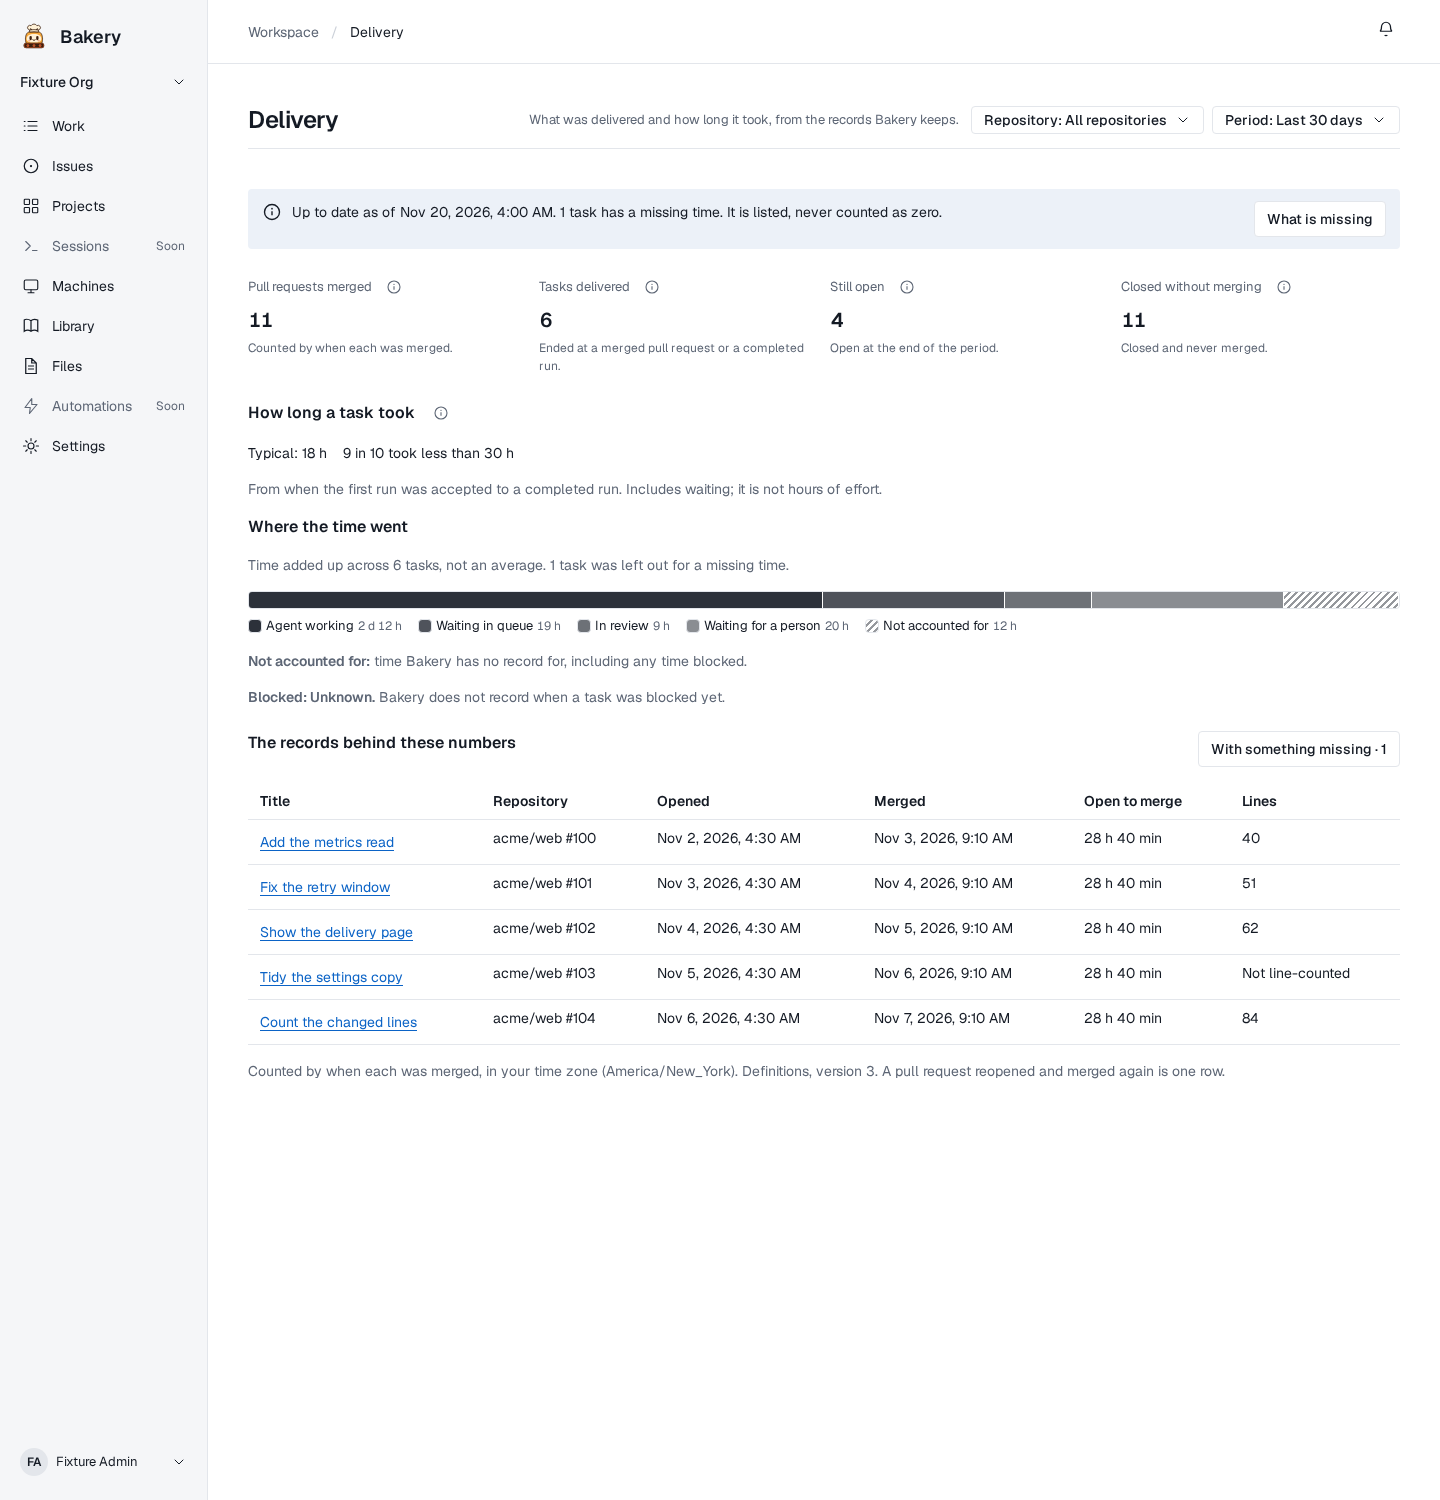 Bakery
Fixture Org
Work
Issues
Projects
Sessions Soon
Machines
Library
Files
Automations Soon
Settings
FA Fixture Admin
Workspace / Delivery
Delivery
What was delivered and how long it took, from the records Bakery keeps.
Repository: All repositories
Period: Last 30 days
Up to date as of Nov 20, 2026, 4:00 AM. 1 task has a missing time. It is listed, never counted as zero.
What is missing
Pull requests merged
11
Counted by when each was merged.
Tasks delivered
6
Ended at a merged pull request or a completed
run.
Still open
4
Open at the end of the period.
Closed without merging
11
Closed and never merged.
How long a task took
Typical: 18 h 9 in 10 took less than 30 h
From when the first run was accepted to a completed run. Includes waiting; it is not hours of effort.
Where the time went
Time added up across 6 tasks, not an average. 1 task was left out for a missing time.
Agent working 2 d 12 h Waiting in queue 19 h In review 9 h Waiting for a person 20 h Not accounted for 12 h
Not accounted for: time Bakery has no record for, including any time blocked.
Blocked: Unknown. Bakery does not record when a task was blocked yet.
The records behind these numbers
With something missing · 1
Title Repository Opened Merged Open to merge Lines
Add the metrics read acme/web #100 Nov 2, 2026, 4:30 AM Nov 3, 2026, 9:10 AM 28 h 40 min 40
Fix the retry window acme/web #101 Nov 3, 2026, 4:30 AM Nov 4, 2026, 9:10 AM 28 h 40 min 51
Show the delivery page acme/web #102 Nov 4, 2026, 4:30 AM Nov 5, 2026, 9:10 AM 28 h 40 min 62
Tidy the settings copy acme/web #103 Nov 5, 2026, 4:30 AM Nov 6, 2026, 9:10 AM 28 h 40 min Not line-counted
Count the changed lines acme/web #104 Nov 6, 2026, 4:30 AM Nov 7, 2026, 9:10 AM 28 h 40 min 84
Counted by when each was merged, in your time zone (America/New_York). Definitions, version 3. A pull request reopened and merged again is one row.